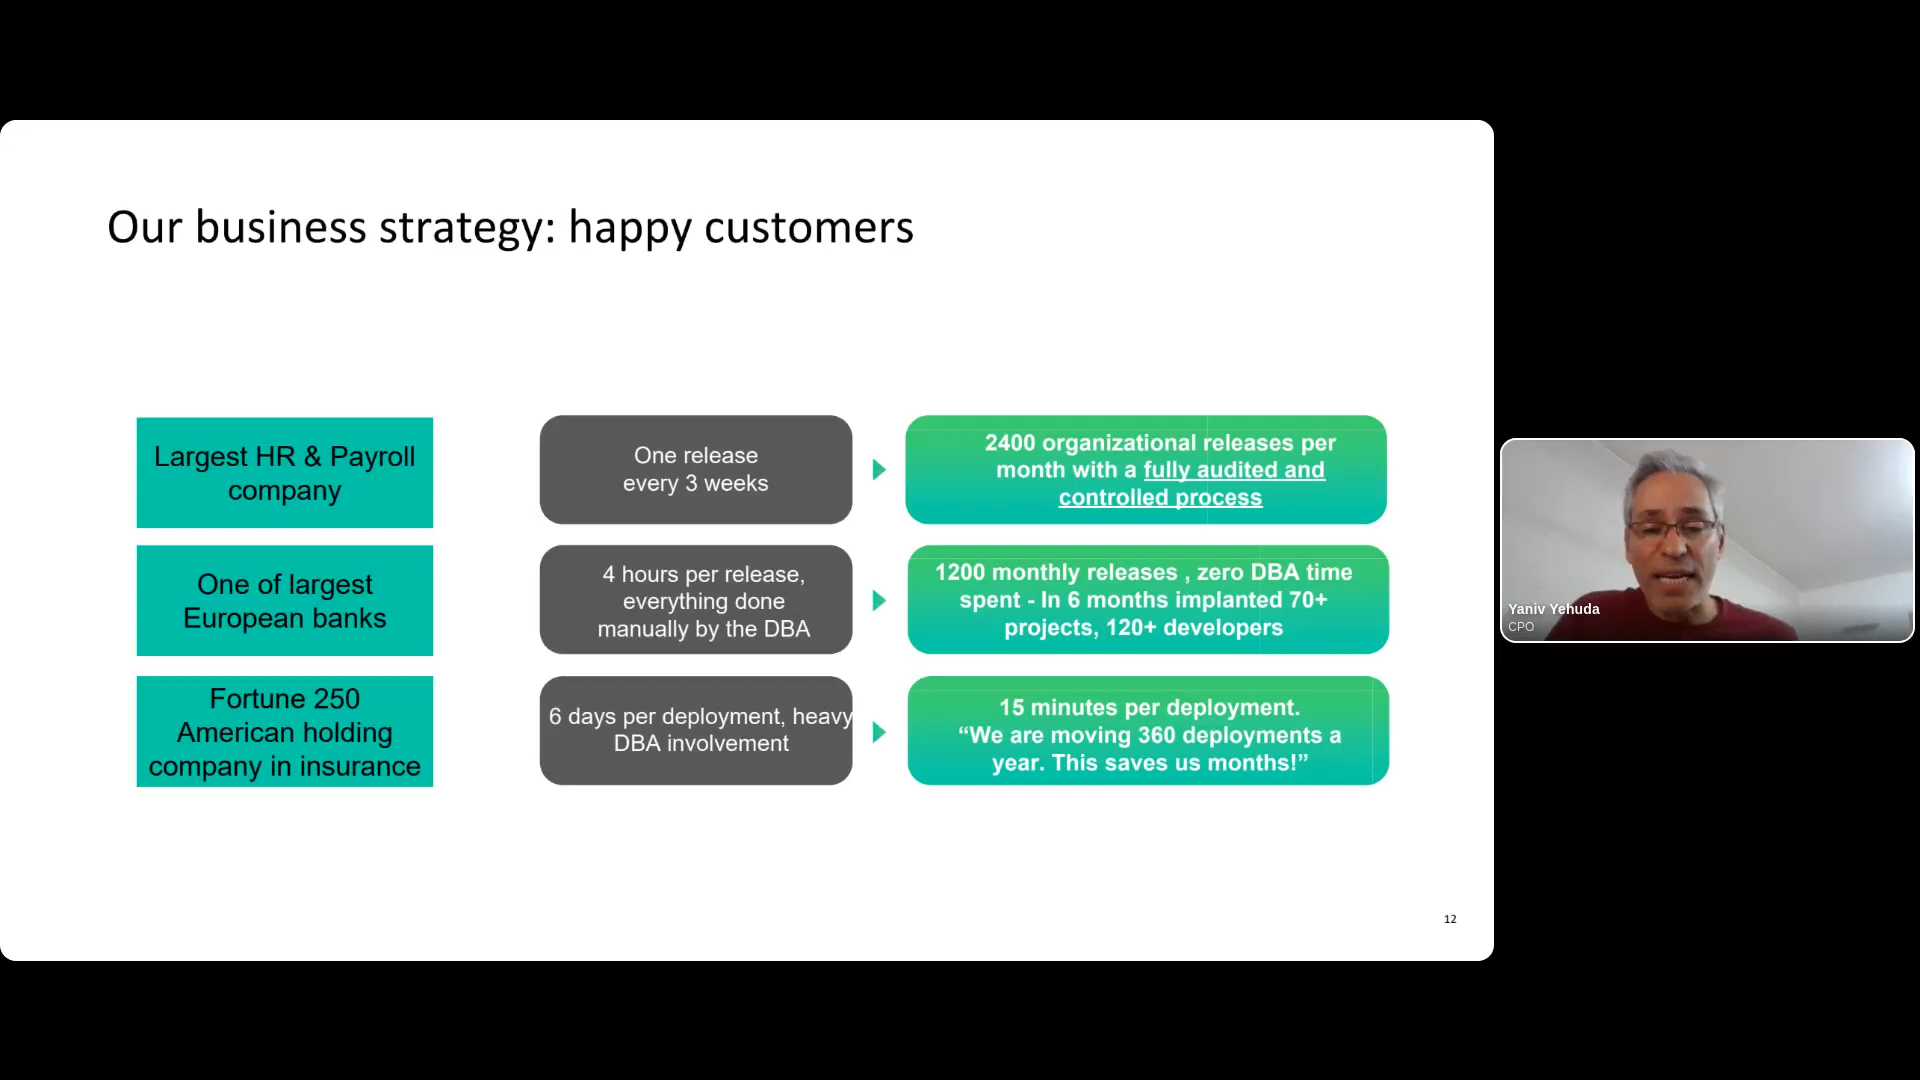 Our business strategy: happy customers
Largest HR & Payroll
company
One release
every 3 weeks
2400 organizational releases per
month with a fully audited and
controlled process
One of largest
European banks
4 hours per release,
everything done
manually by the DBA
1200 monthly releases , zero DBA time
spent - In 6 months implanted 70+
projects, 120+ developers
Fortune 250
American holding
company in insurance
6 days per deployment, heavy
DBA involvement
15 minutes per deployment.
“We are moving 360 deployments a
year. This saves us months!”
12
Yaniv Yehuda
CPO